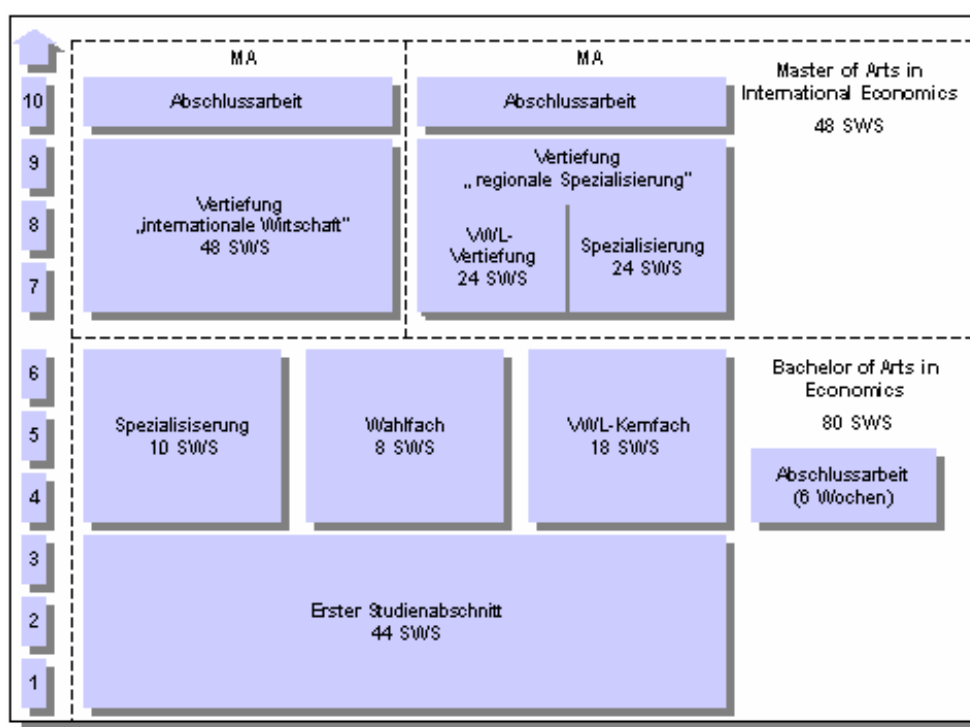 MA
MA
Master of Arts in
International Economics
48 SWS
10
Abschlussarbeit
Abschlussarbeit
9
8
7
Vertiefung
„internationale Wirtschaft"
48 SWS
Vertiefung
„regionale Spezialisierung"
VWL-
Vertiefung
24 SWS
Spezialisierung
24 SWS
6
5
4
Spezialisiserung
10 SWS
Wahlfach
8 SWS
VWL-Kernfach
18 SWS
Bachelor of Arts in
Economics
80 SWS
Abschlussarbeit
(6 Wochen)
3
2
1
Erster Studienabschnitt
44 SWS